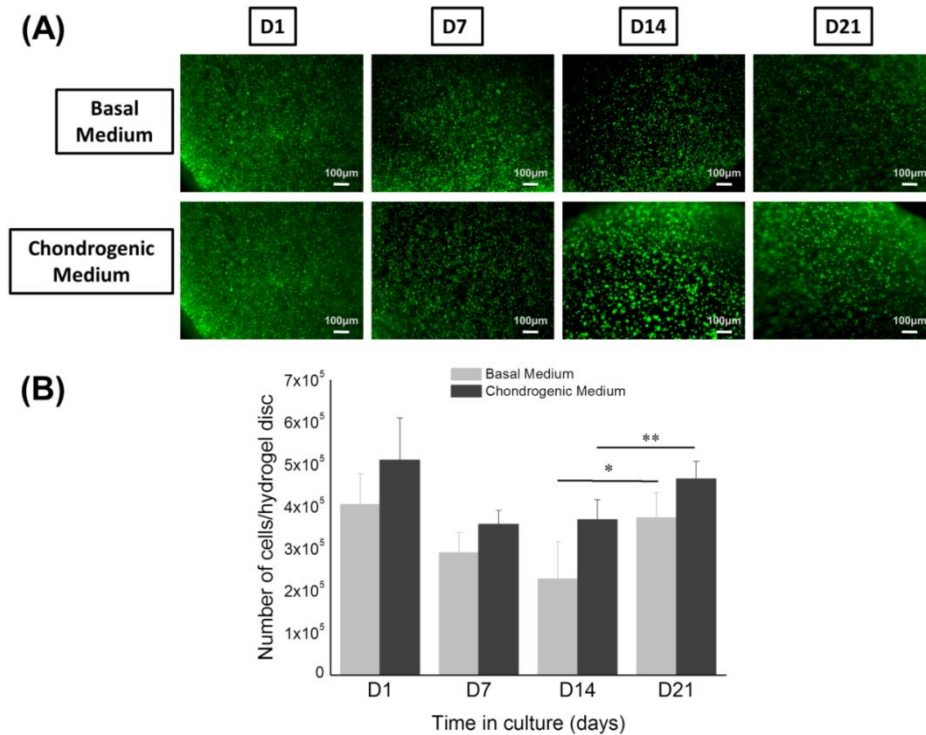 (A)
D1
D7
D14
D21
Basal
Medium
100µm
100µm
100µm
100µm
Chondrogenic
Medium
100µm
100µm
100µm
100µm
(B)
Number of cells/hydrogel disc
7x10⁵
6x10⁵
5x10⁵
4x10⁵
3x10⁵
2x10⁵
1x10⁵
0
Basal Medium
Chondrogenic Medium
*
**
D1
D7
D14
D21
Time in culture (days)